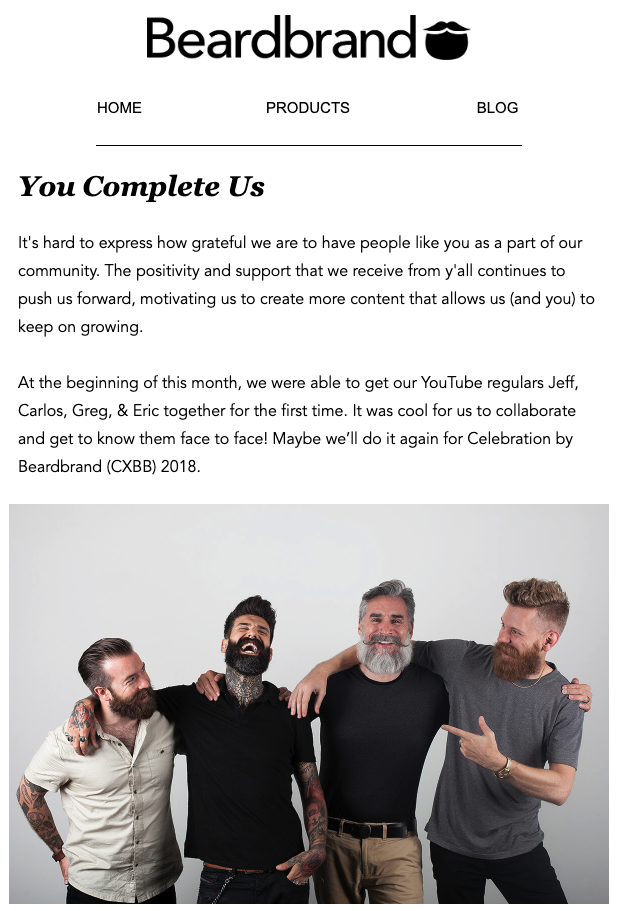 Beardbrand
HOME PRODUCTS BLOG
You Complete Us
It's hard to express how grateful we are to have people like you as a part of our
community. The positivity and support that we receive from y'all continues to
push us forward, motivating us to create more content that allows us (and you) to
keep on growing.
At the beginning of this month, we were able to get our YouTube regulars Jeff,
Carlos, Greg, & Eric together for the first time. It was cool for us to collaborate
and get to know them face to face! Maybe we’ll do it again for Celebration by
Beardbrand (CXBB) 2018.